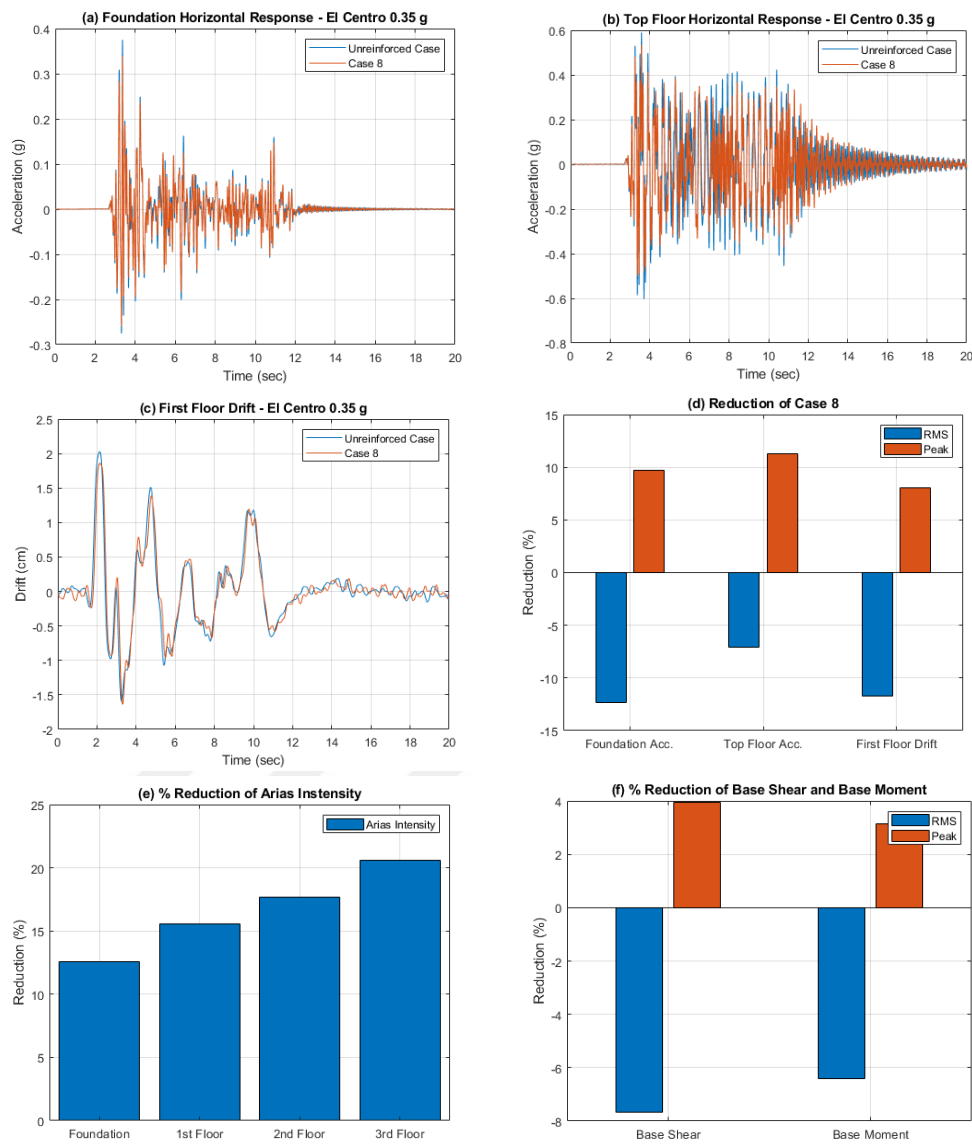 (a) Foundation Horizontal Response - El Centro 0.35 g
0.4
0.3
0.2
0.1
0
-0.1
-0.2
-0.3
Acceleration (g)
Unreinforced Case
Case 8
0 2 4 6 8 10 12 14 16 18 20
Time (sec)
(b) Top Floor Horizontal Response - El Centro 0.35 g
0.6
0.4
0.2
0
-0.2
-0.4
-0.6
-0.8
Acceleration (g)
Unreinforced Case
Case 8
0 2 4 6 8 10 12 14 16 18 20
Time (sec)
(c) First Floor Drift - El Centro 0.35 g
2.5
2
1.5
1
0.5
0
-0.5
-1
-1.5
-2
Drift (cm)
Unreinforced Case
Case 8
0 2 4 6 8 10 12 14 16 18 20
Time (sec)
(d) Reduction of Case 8
15
10
5
0
-5
-10
-15
Reduction (%)
RMS
Peak
Foundation Acc. Top Floor Acc. First Floor Drift
(e) % Reduction of Arias Instensity
25
20
15
10
5
0
Reduction (%)
Arias Intensity
Foundation 1st Floor 2nd Floor 3rd Floor
(f) % Reduction of Base Shear and Base Moment
4
2
0
-2
-4
-6
-8
Reduction (%)
RMS
Peak
Base Shear Base Moment